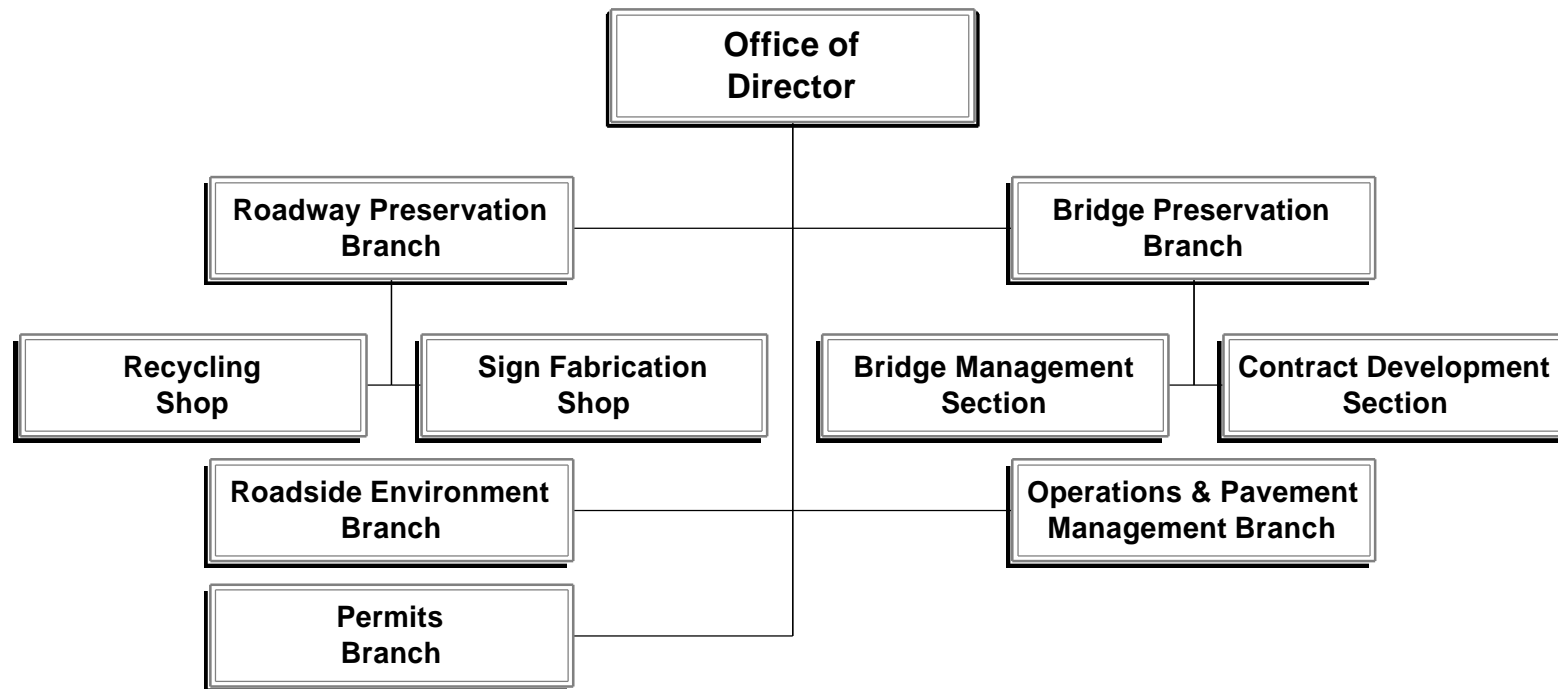 Office of
Director
Roadway Preservation
Branch
Bridge Preservation
Branch
Recycling
Shop
Sign Fabrication
Shop
Bridge Management
Section
Contract Development
Section
Roadside Environment
Branch
Operations & Pavement
Management Branch
Permits
Branch